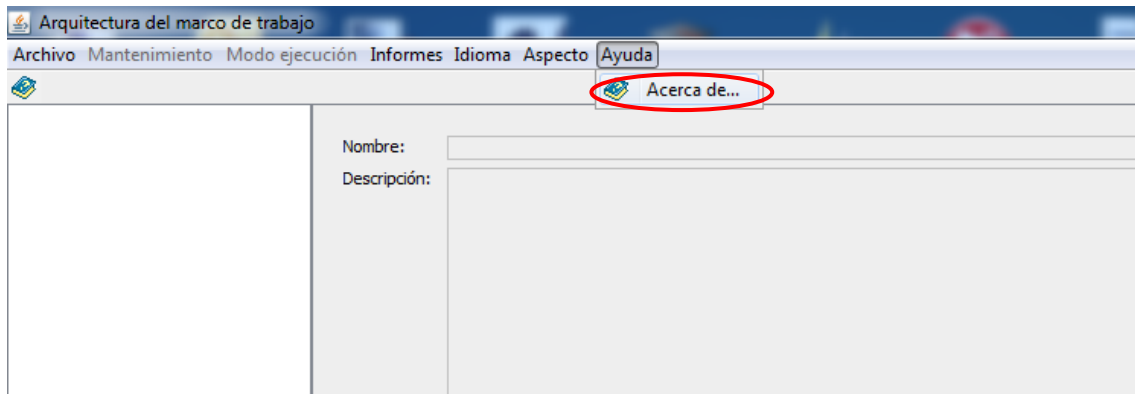 Arquitectura del marco de trabajo
Archivo Mantenimiento Modo ejecución Informes Idioma Aspecto Ayuda
Acerca de...
Nombre:
Descripción: